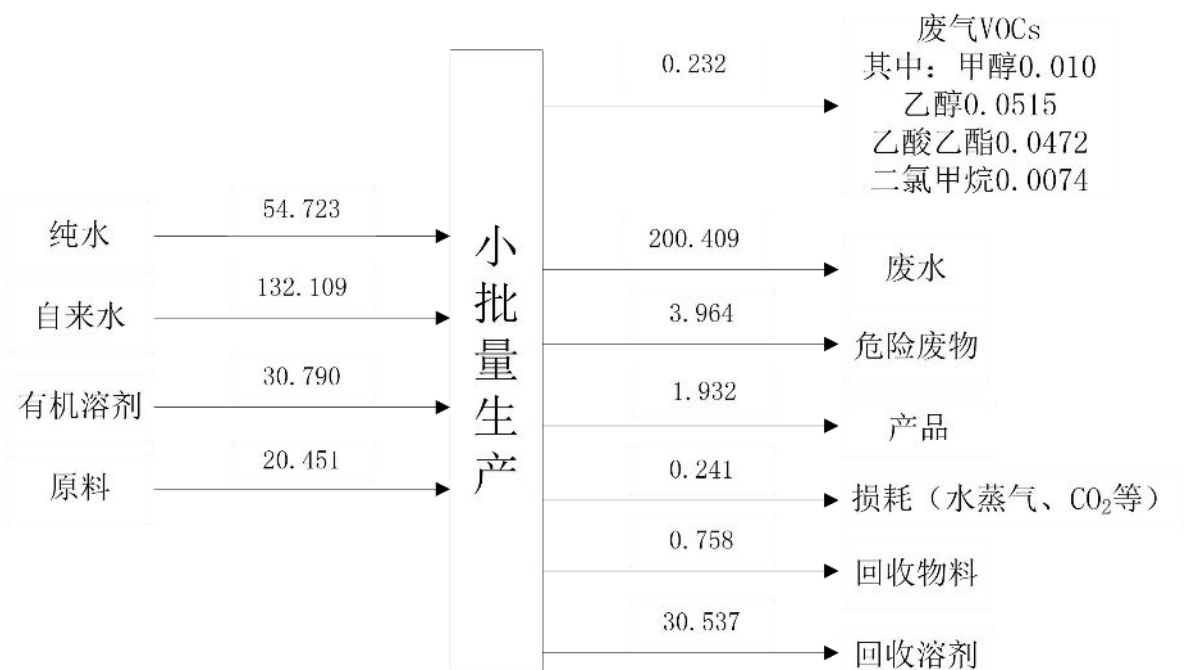 废气VOCs
其中：甲醇0.010
乙醇0.0515
乙酸乙酯0.0472
二氯甲烷0.0074
0.232
纯水
54.723
自来水
132.109
有机溶剂
30.790
原料
20.451
小批量生产
200.409
废水
3.964
危险废物
1.932
产品
0.241
损耗（水蒸气、CO₂等）
0.758
回收物料
30.537
回收溶剂